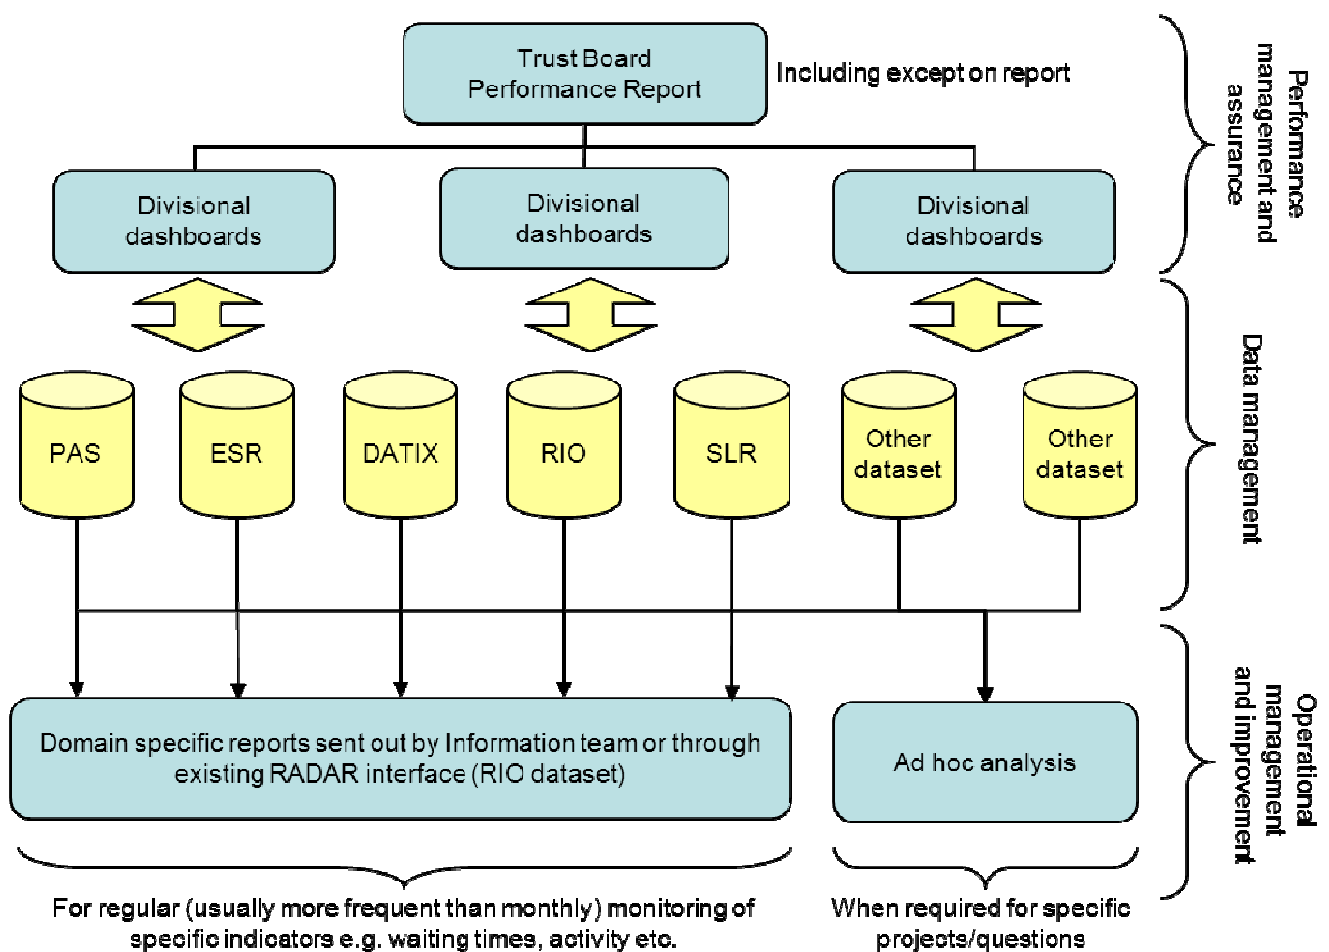 Trust Board
Performance Report
Including except on report
Performance
management and
assurance
Divisional
dashboards
Divisional
dashboards
Divisional
dashboards
Data management
PAS
ESR
DATIX
RIO
SLR
Other
dataset
Other
dataset
Operational
management
and improvement
Domain specific reports sent out by Information team or through
existing RADAR interface (RIO dataset)
Ad hoc analysis
For regular (usually more frequent than monthly) monitoring of
specific indicators e.g. waiting times, activity etc.
When required for specific
projects/questions